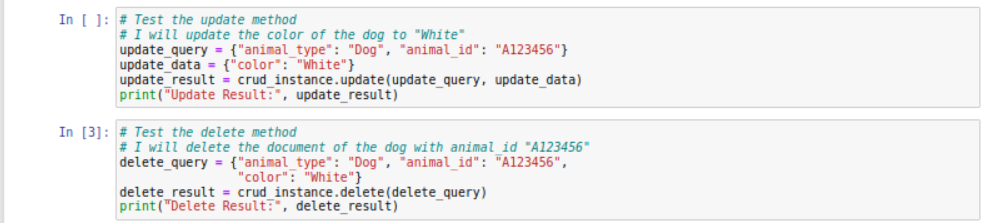 In [ ]: # Test the update method
# I will update the color of the dog to "White"
update_query = {"animal_type": "Dog", "animal_id": "A123456"}
update_data = {"color": "White"}
update_result = crud_instance.update(update_query, update_data)
print("Update Result:", update_result)
In [3]: # Test the delete method
# I will delete the document of the dog with animal_id "A123456"
delete_query = {"animal_type": "Dog", "animal_id": "A123456",
"color": "White"}
delete_result = crud_instance.delete(delete_query)
print("Delete Result:", delete_result)